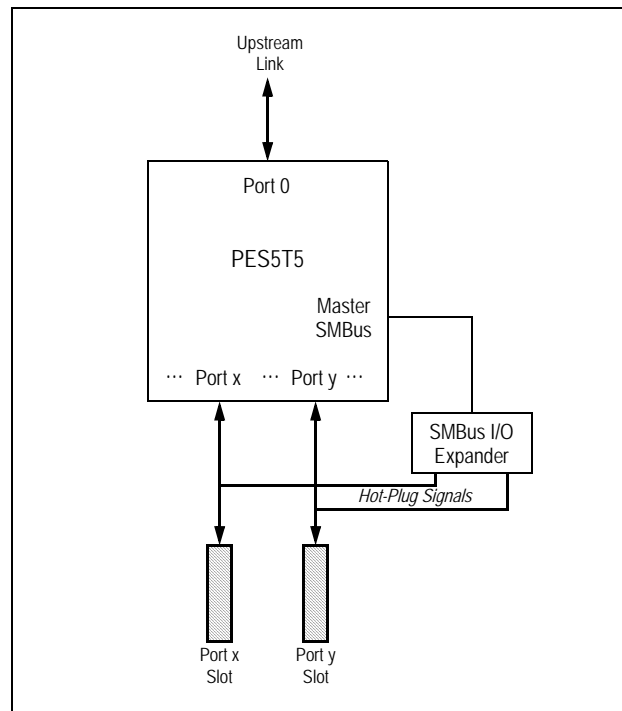 Upstream
Link
Port 0
PES5T5
Master
SMBus
··· Port x ··· Port y ···
SMBus I/O
Expander
Hot-Plug Signals
Port x
Slot
Port y
Slot